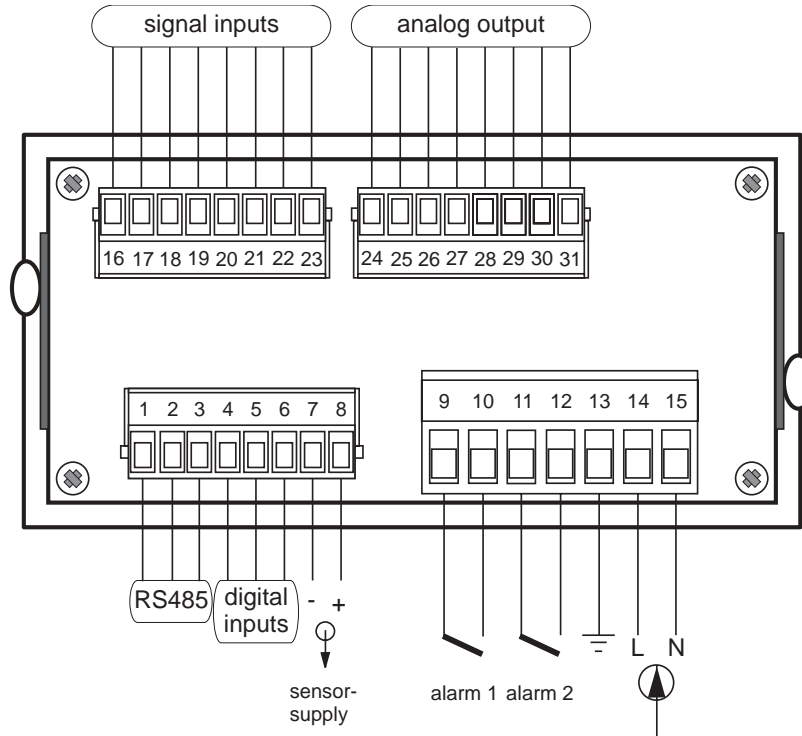 signal inputs
analog output
16 17 18 19 20 21 22 23
24 25 26 27 28 29 30 31
1 2 3 4 5 6 7 8
9 10 11 12 13 14 15
RS485
digital
inputs
- +
sensor-
supply
alarm 1
alarm 2
L N